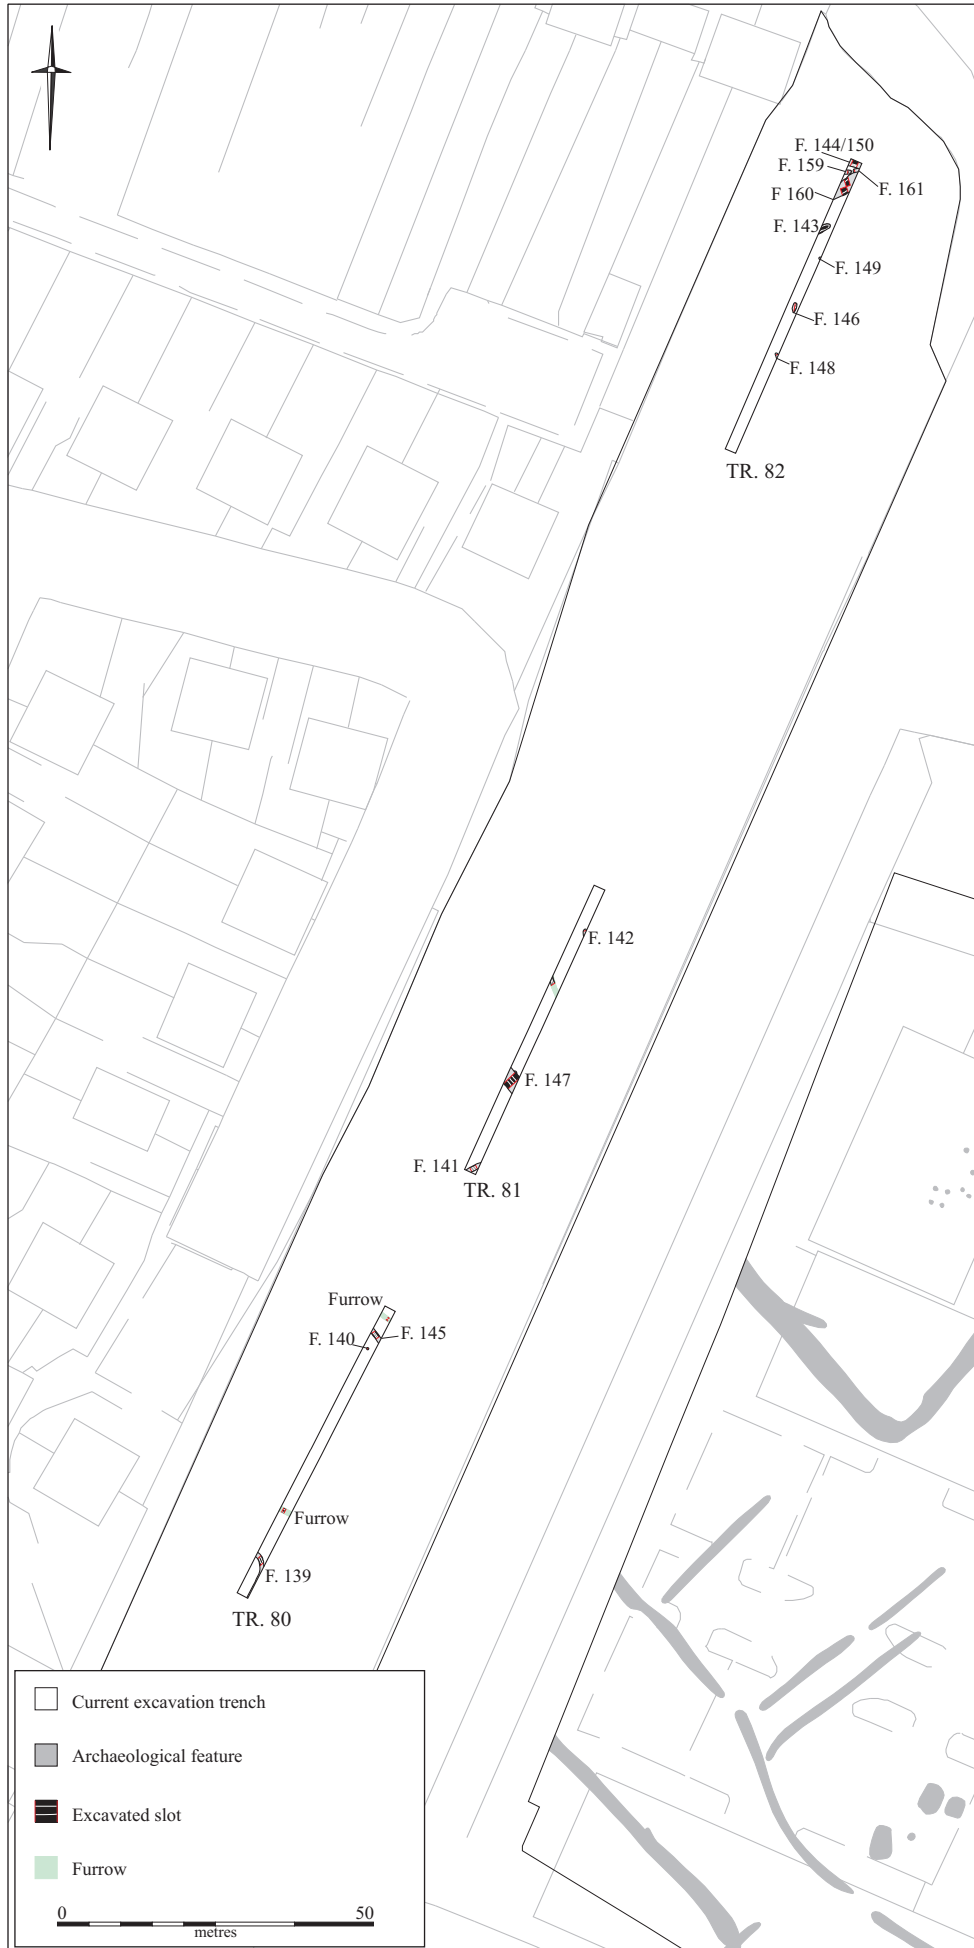 F. 144/150
F. 159
F. 161
F 160
F. 143
F. 149
F. 146
F. 148
TR. 82
F. 142
F. 147
F. 141
TR. 81
Furrow
F. 145
F. 140
Furrow
F. 139
TR. 80
Current excavation trench
Archaeological feature
Excavated slot
Furrow
0 50
metres